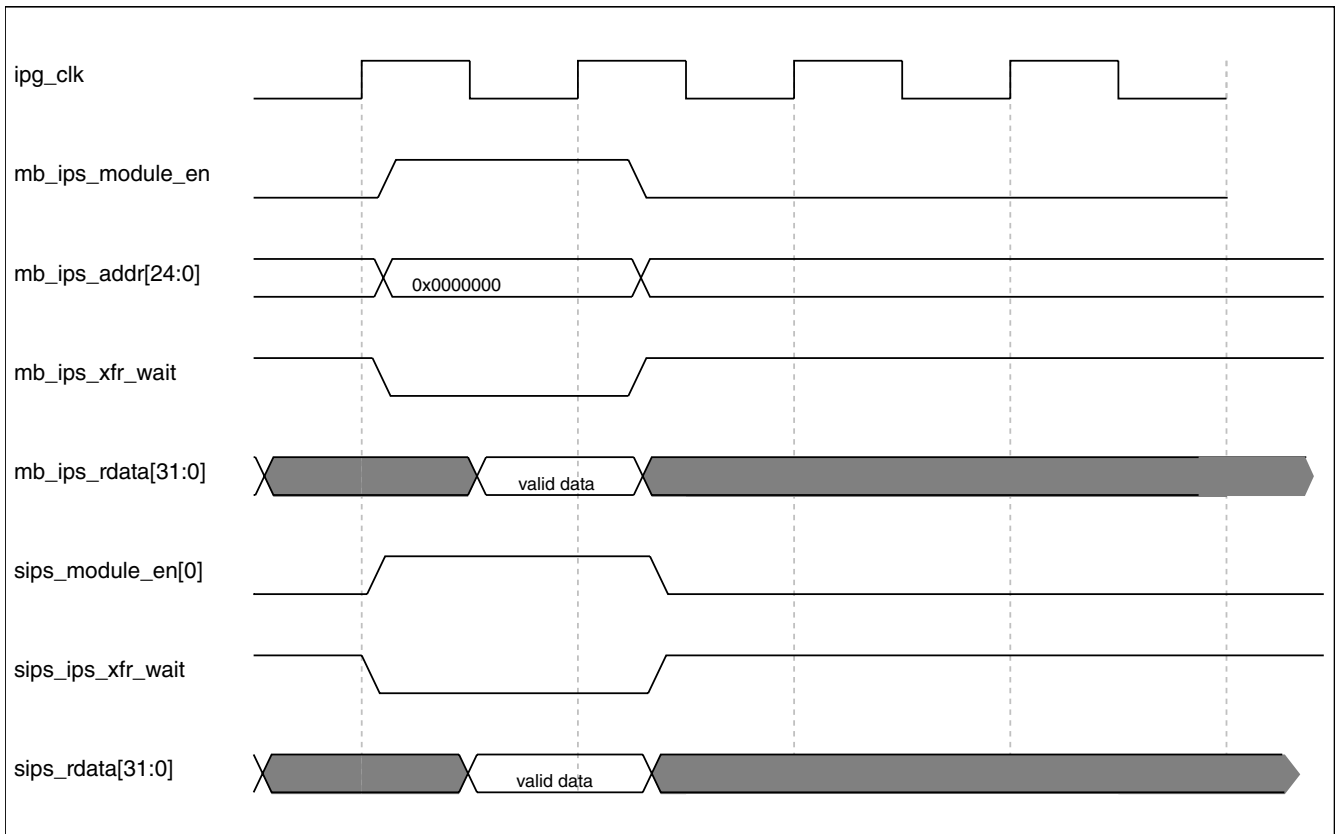 ipg_clk
mb_ips_module_en
mb_ips_addr[24:0]
0x0000000
mb_ips_xfr_wait
mb_ips_rdata[31:0]
valid data
sips_module_en[0]
sips_ips_xfr_wait
sips_rdata[31:0]
valid data